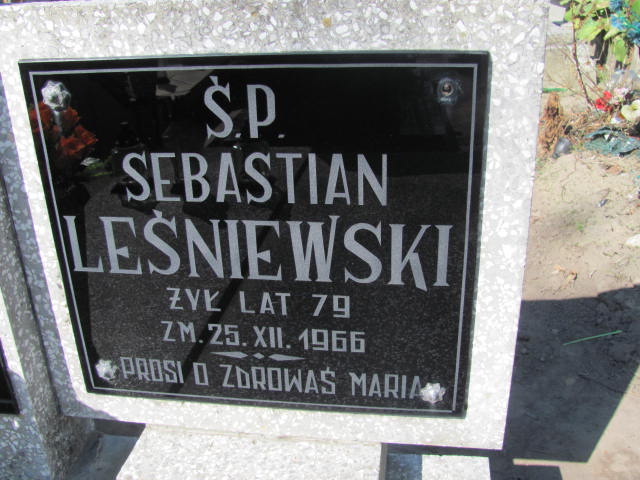 Ś.P
SEBASTIAN
LEŚNIEWSKI
ŻYŁ LAT 79
ZM. 25. XII. 1966
PROSI O ZDROWAŚ MARIA